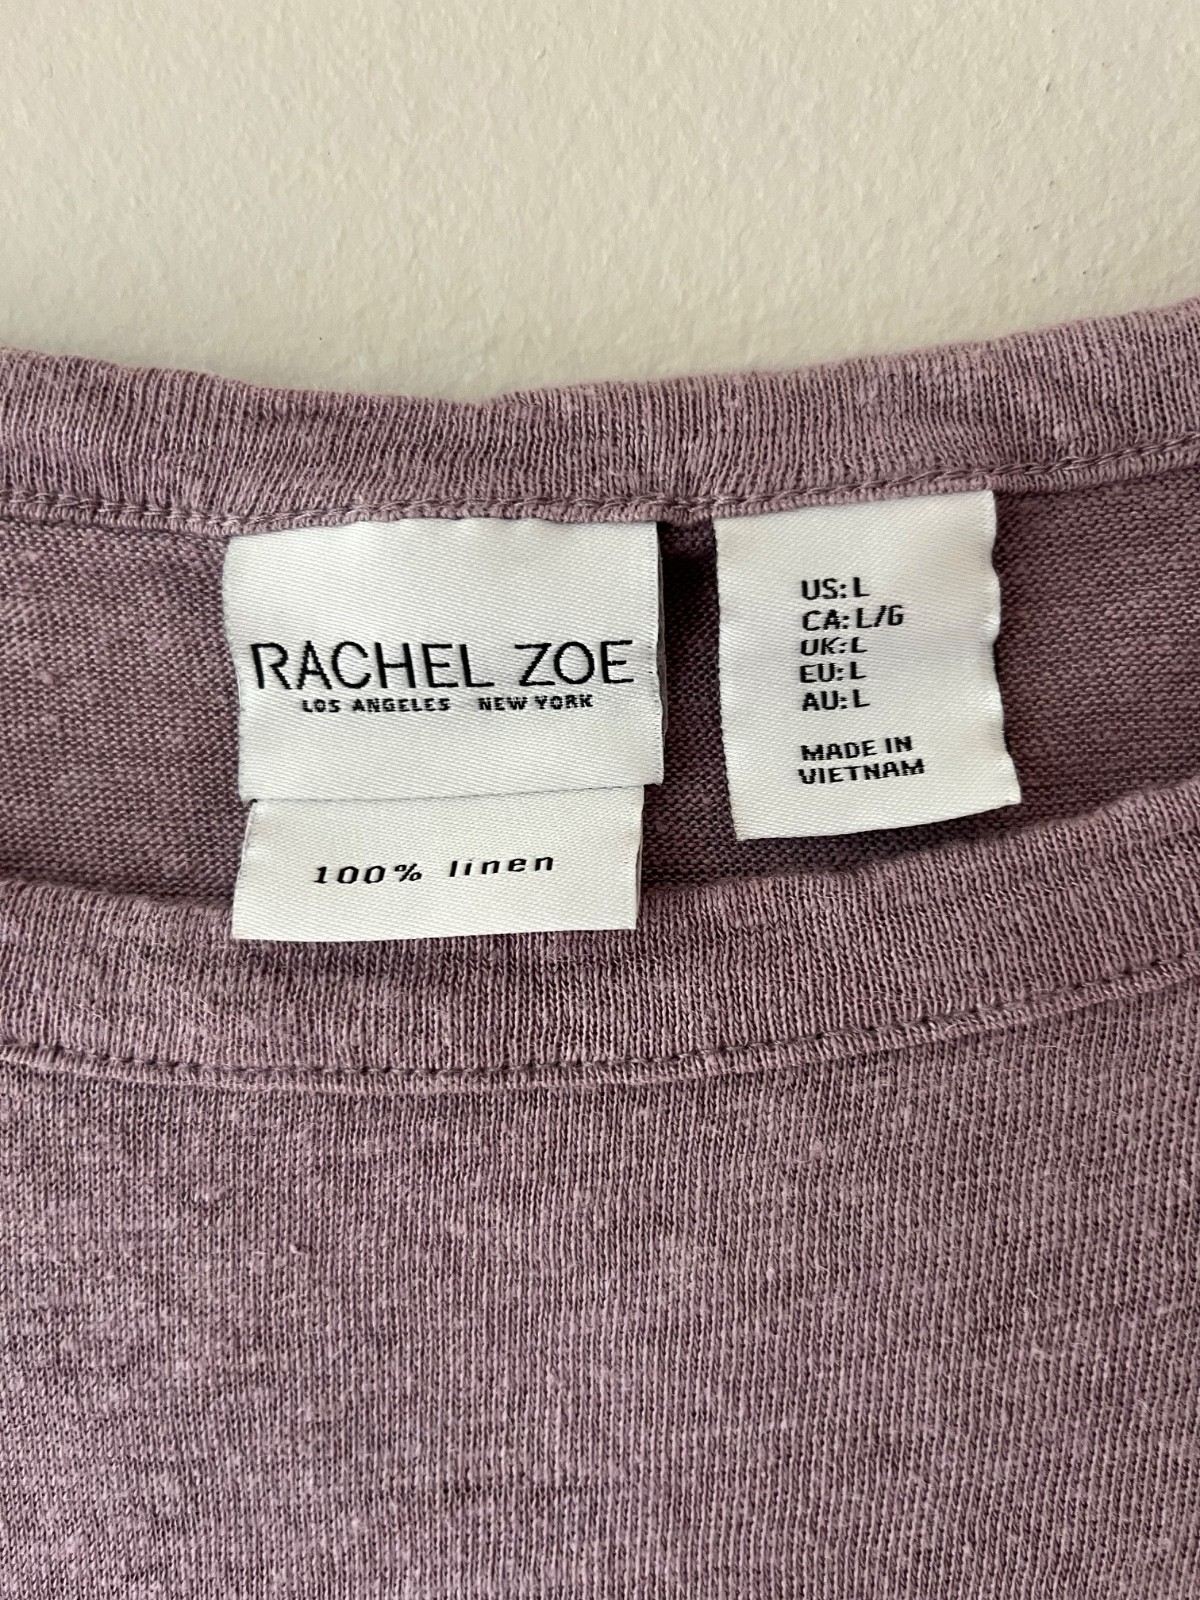 RACHEL ZOE
LOS ANGELES NEW YORK
100% linen
US: L
CA: L/G
UK: L
EU: L
AU: L
MADE IN
VIETNAM